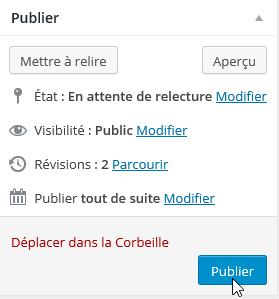 Publier
Mettre à relire Aperçu
État : En attente de relecture Modifier
Visibilité : Public Modifier
Révisions : 2 Parcourir
Publier tout de suite Modifier
Déplacer dans la Corbeille
Publier